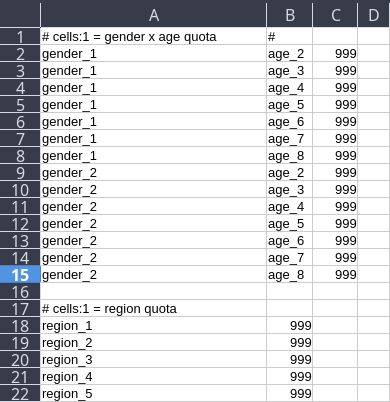 A B C D
1 # cells:1 = gender x age quota #
2 gender_1 age_2 999
3 gender_1 age_3 999
4 gender_1 age_4 999
5 gender_1 age_5 999
6 gender_1 age_6 999
7 gender_1 age_7 999
8 gender_1 age_8 999
9 gender_2 age_2 999
10 gender_2 age_3 999
11 gender_2 age_4 999
12 gender_2 age_5 999
13 gender_2 age_6 999
14 gender_2 age_7 999
15 gender_2 age_8 999
16
17 # cells:1 = region quota
18 region_1 999
19 region_2 999
20 region_3 999
21 region_4 999
22 region_5 999